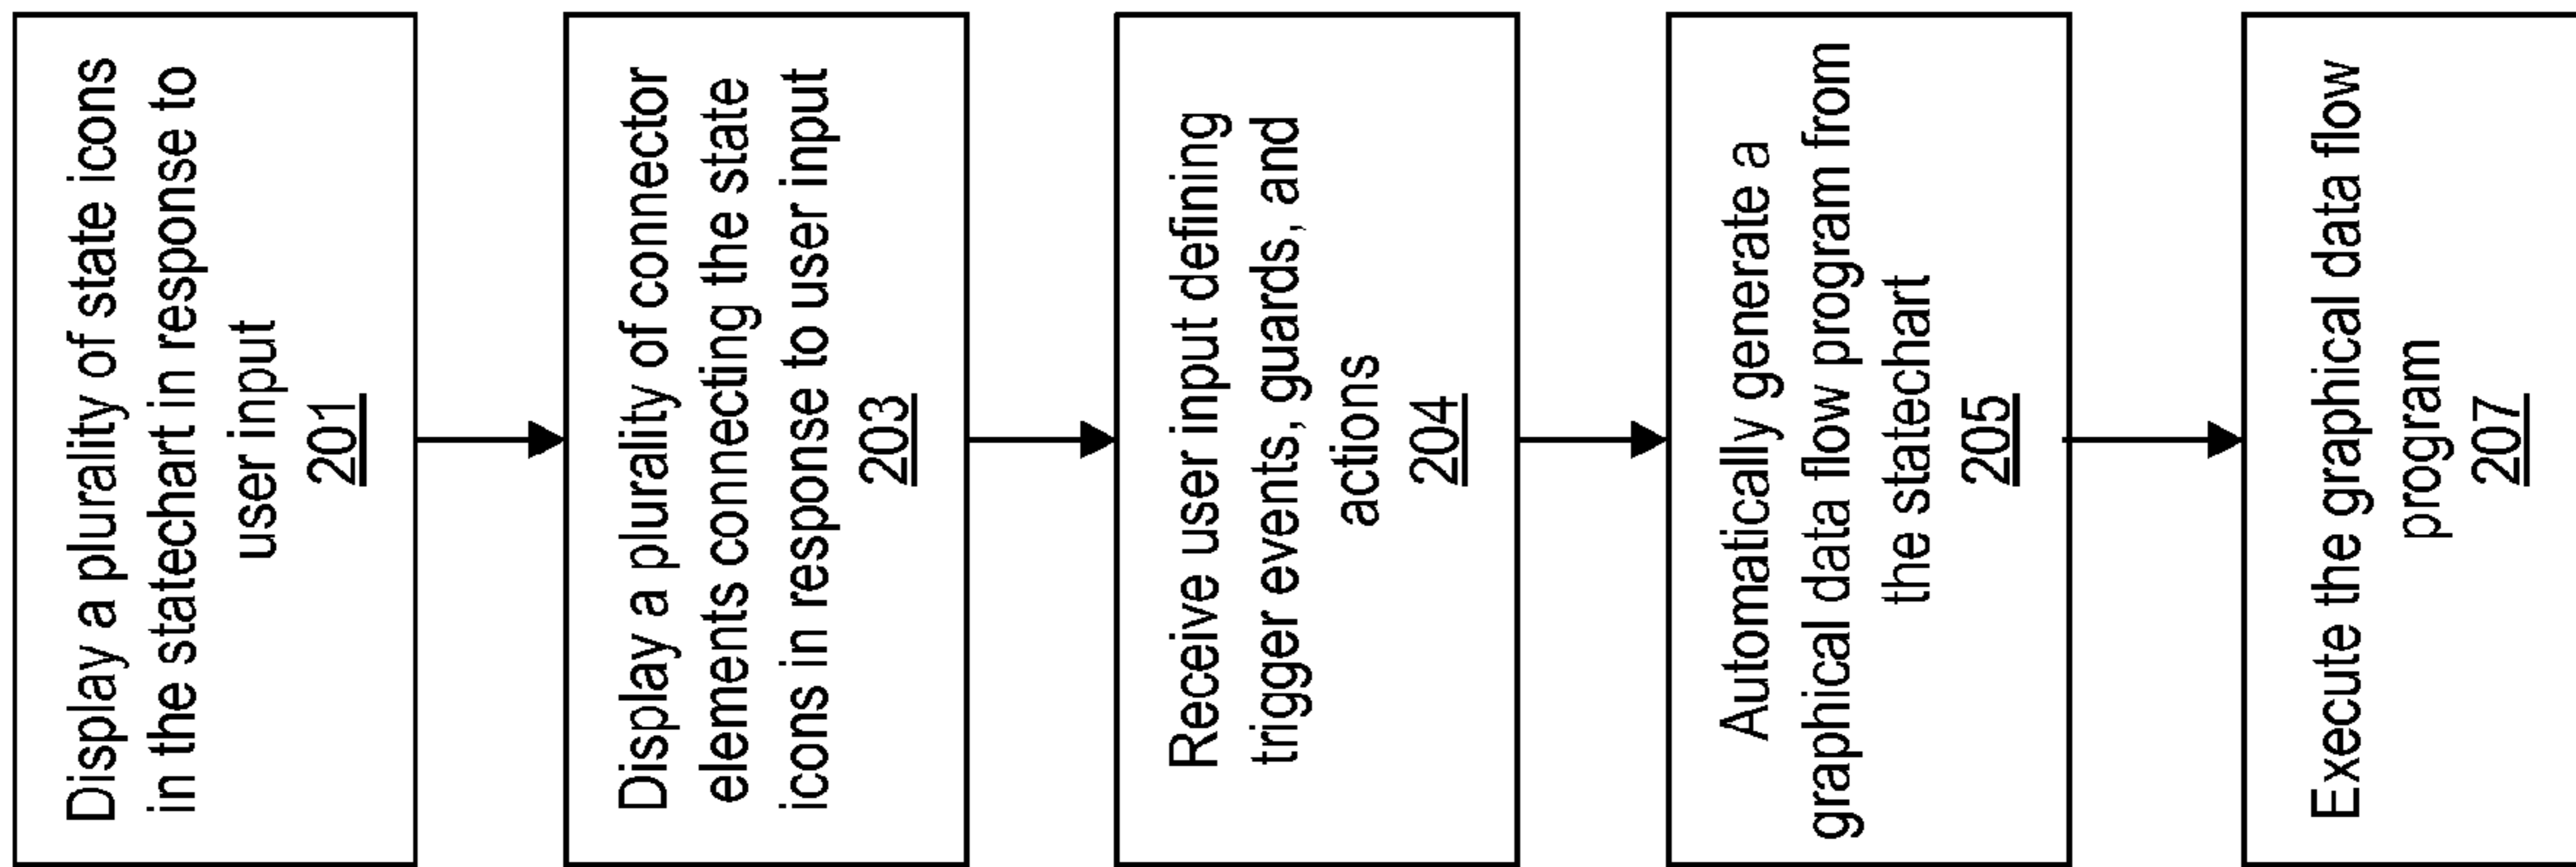 Display a plurality of state icons
in the statechart in response to
user input
201
Display a plurality of connector
elements connecting the state
icons in response to user input
203
Receive user input defining
trigger events, guards, and
actions
204
Automatically generate a
graphical data flow program from
the statechart
205
Execute the graphical data flow
program
207